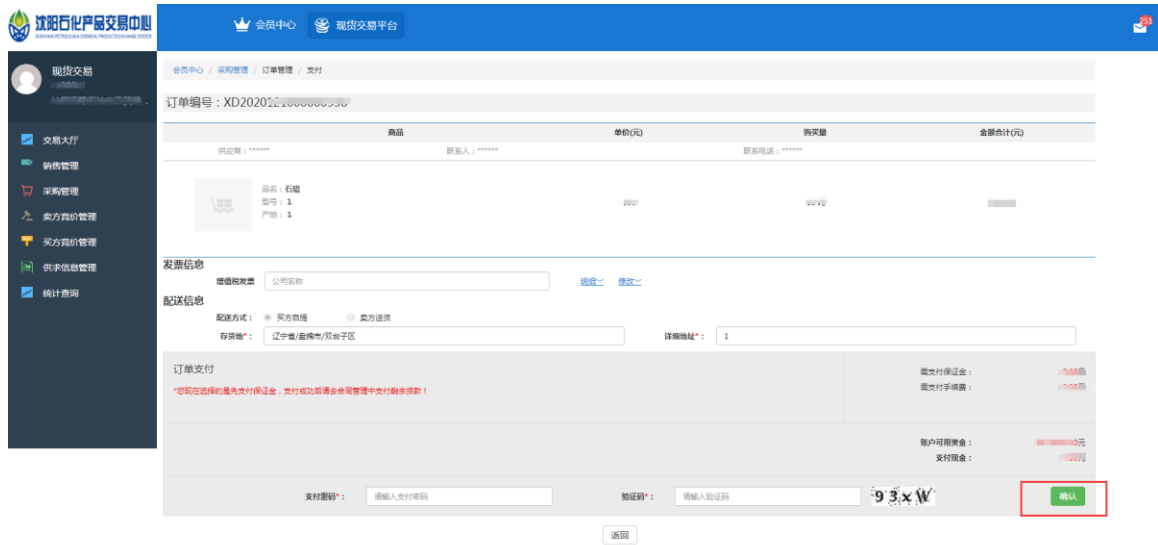 沈阳石化产品交易中心
会员中心 现货交易平台
251
现货交易
交易大厅
销售管理
采购管理
卖方竞价管理
买方竞价管理
供求信息管理
统计查询
会员中心 / 采购管理 / 订单管理 / 支付
订单编号：XD2020
商品 单价(元) 购买量 金额合计(元)
供应商：****** 联系人：****** 联系电话：******
品名：石蜡
型号：1
产地：1
发票信息
增值税发票 公司名称 明细 修改
配送信息
配送方式： 买方自提 卖方送货
存货地*： 辽宁省/盘锦市/双台子区 详细地址*： 1
订单支付
*您现在选择的是先支付保证金，支付成功后请去合同管理中支付剩余货款！
需支付保证金：
需支付手续费：
账户可用资金： 元
支付现金：
支付密码*： 请输入支付密码 验证码*： 请输入验证码 93xW 确认
返回